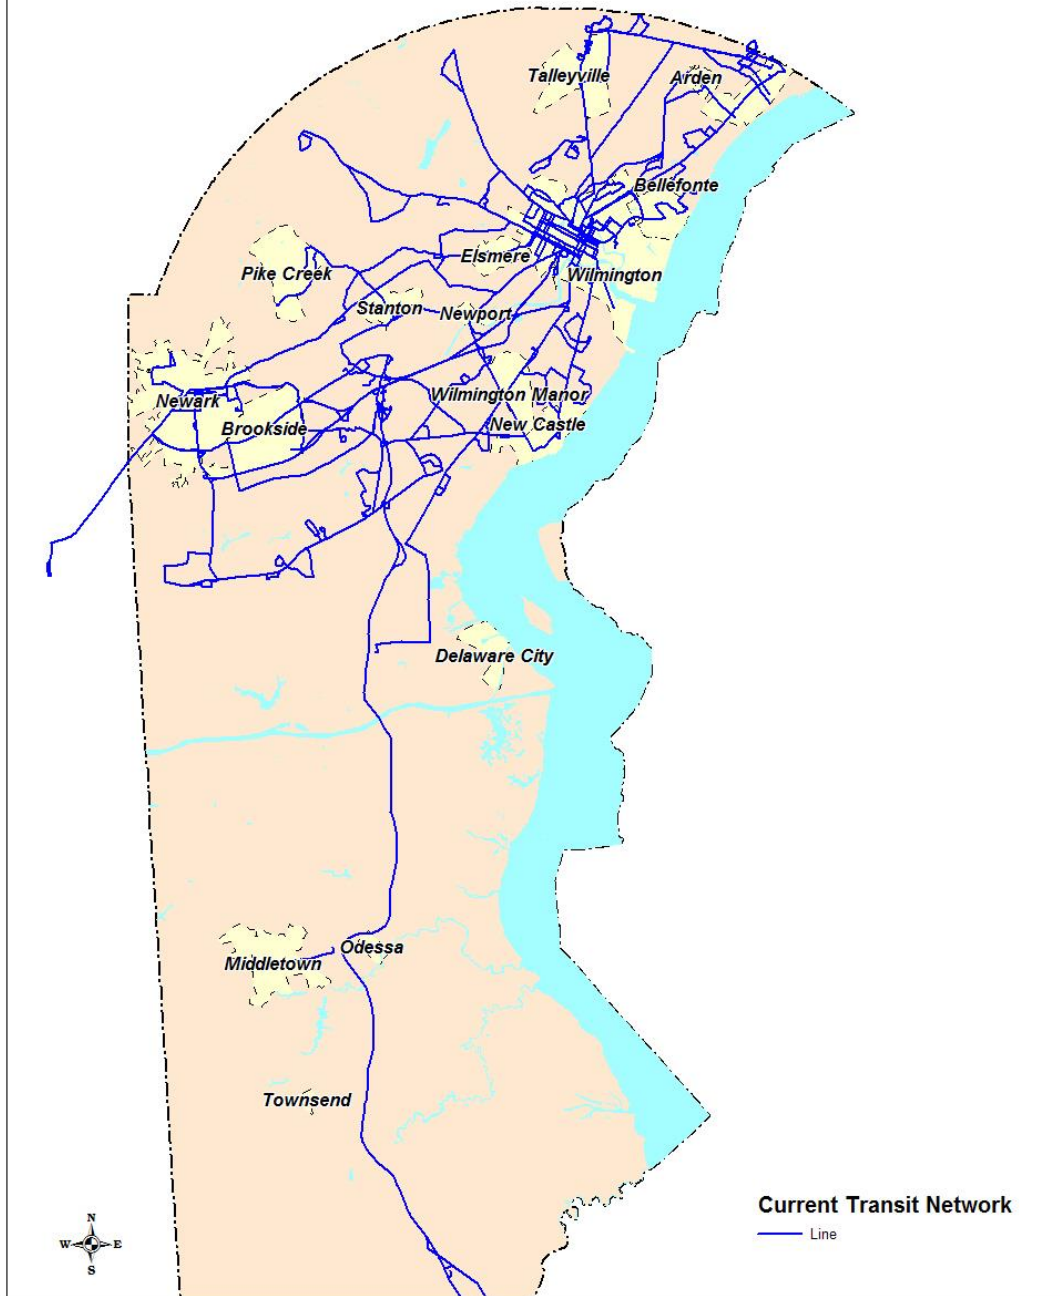 Talleyville
Arden
Bellefonte
Elsmere
Wilmington
Pike Creek
Stanton
Newport
Newark
Wilmington Manor
Brookside
New Castle
Delaware City
Odessa
Middletown
Townsend
Current Transit Network
Line
N
W
E
S